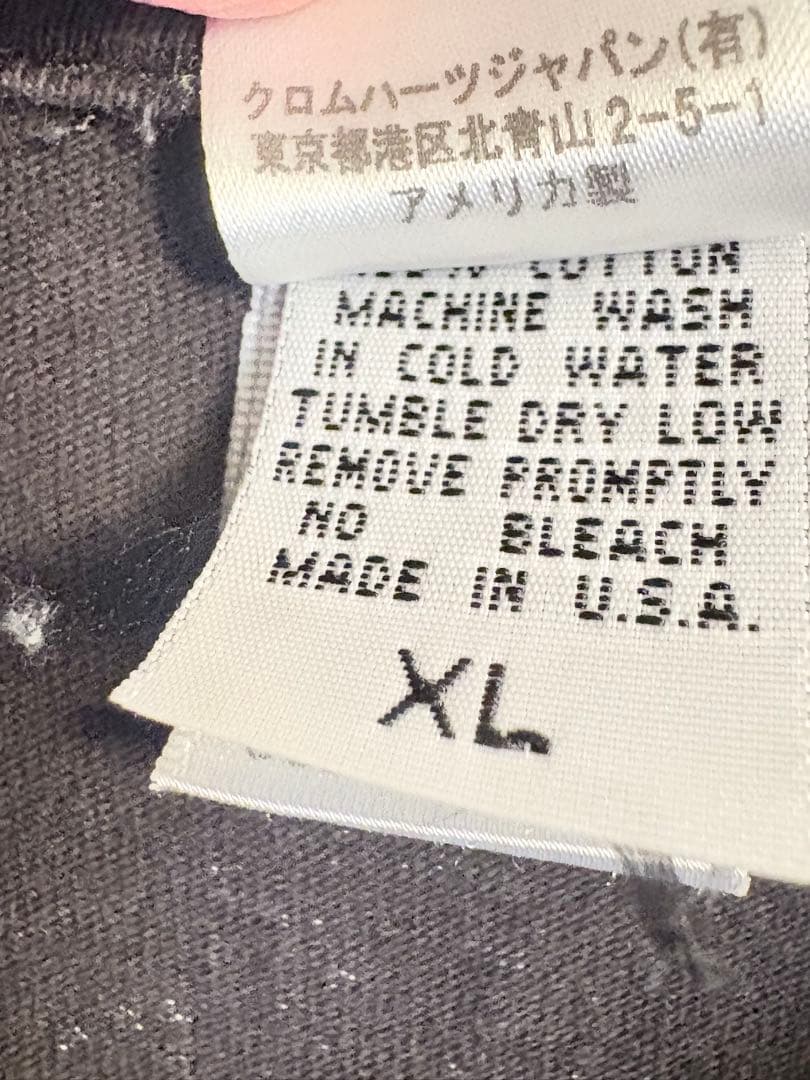 クロムハーツジャパン(有)
東京都港区北青山2-5-1
アメリカ製
COTTON
MACHINE WASH
IN COLD WATER
TUMBLE DRY LOW
REMOVE PROMPTLY
NO BLEACH
MADE IN U.S.A.
XL